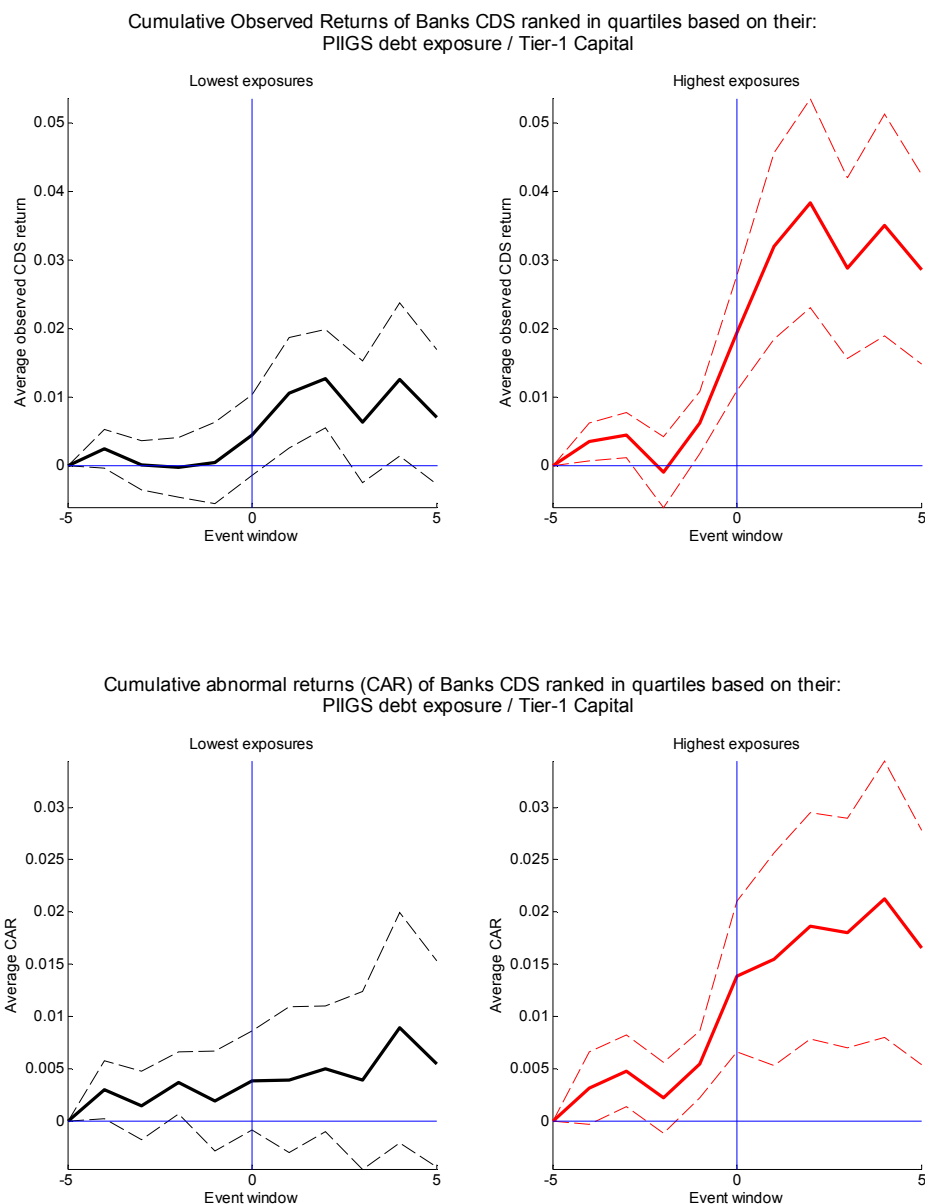 Cumulative Observed Returns of Banks CDS ranked in quartiles based on their:
PIIGS debt exposure / Tier-1 Capital
Lowest exposures
Highest exposures
0.05
0.04
0.03
0.02
0.01
0
Average observed CDS return
-5
0
5
Event window
0.05
0.04
0.03
0.02
0.01
0
Average observed CDS return
-5
0
5
Event window
Cumulative abnormal returns (CAR) of Banks CDS ranked in quartiles based on their:
PIIGS debt exposure / Tier-1 Capital
Lowest exposures
Highest exposures
0.03
0.025
0.02
0.015
0.01
0.005
0
Average CAR
-5
0
5
Event window
0.03
0.025
0.02
0.015
0.01
0.005
0
Average CAR
-5
0
5
Event window